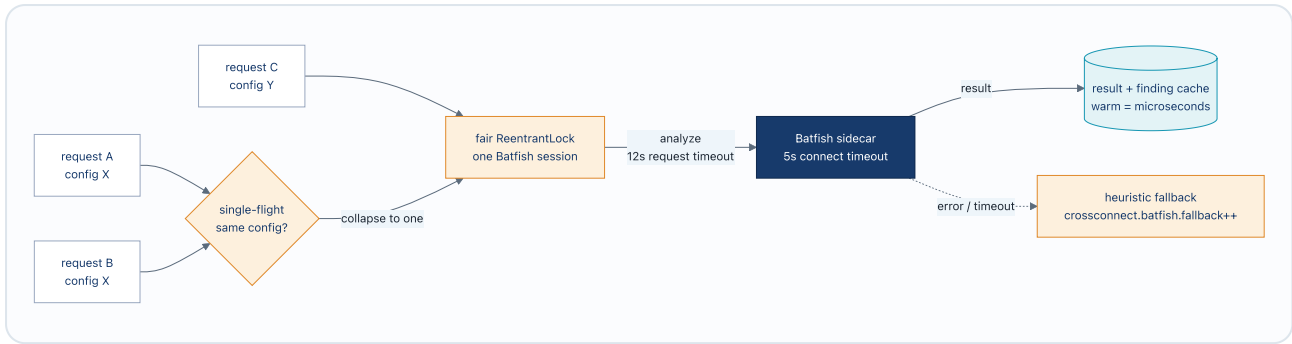 request C
config Y
request A
config X
request B
config X
single-flight
same config?
collapse to one
fair ReentrantLock
one Batfish session
analyze
12s request timeout
Batfish sidecar
5s connect timeout
result
result + finding cache
warm = microseconds
error / timeout
heuristic fallback
crossconnect.batfish.fallback++